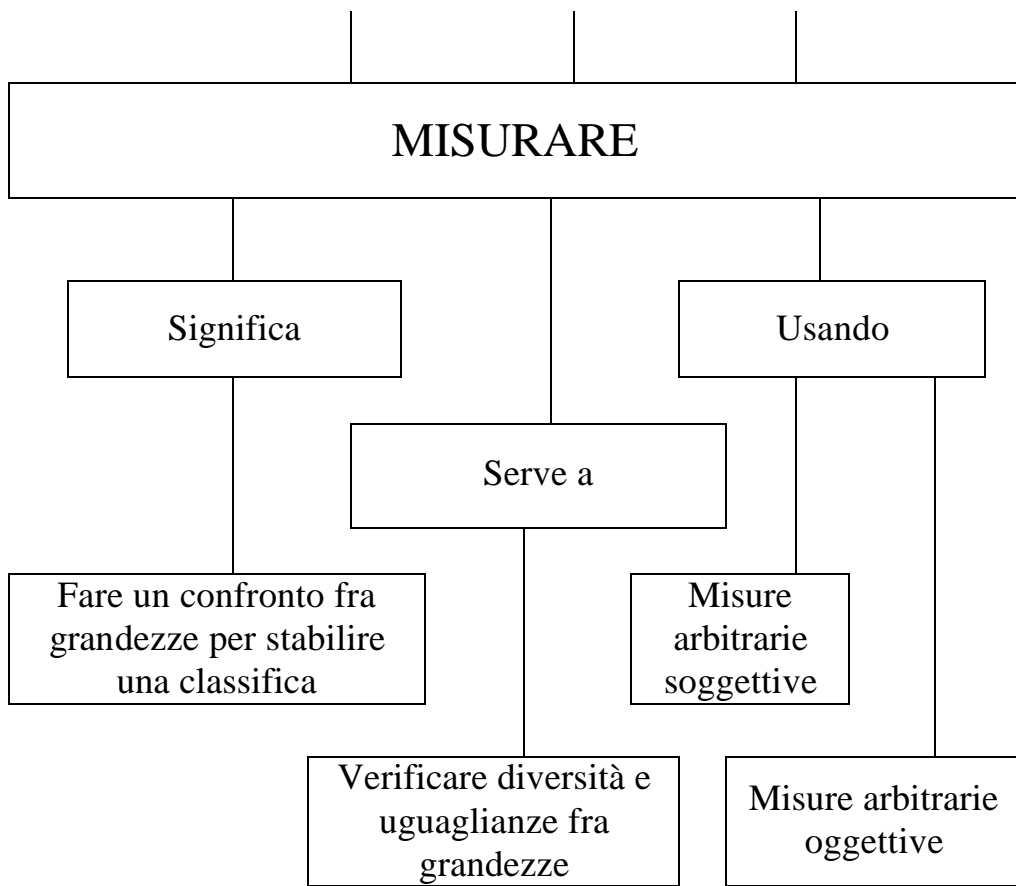 MISURARE
Significa
Usando
Serve a
Fare un confronto fra
grandezze per stabilire
una classifica
Misure
arbitrarie
soggettive
Verificare diversità e
uguaglianze fra
grandezze
Misure arbitrarie
oggettive